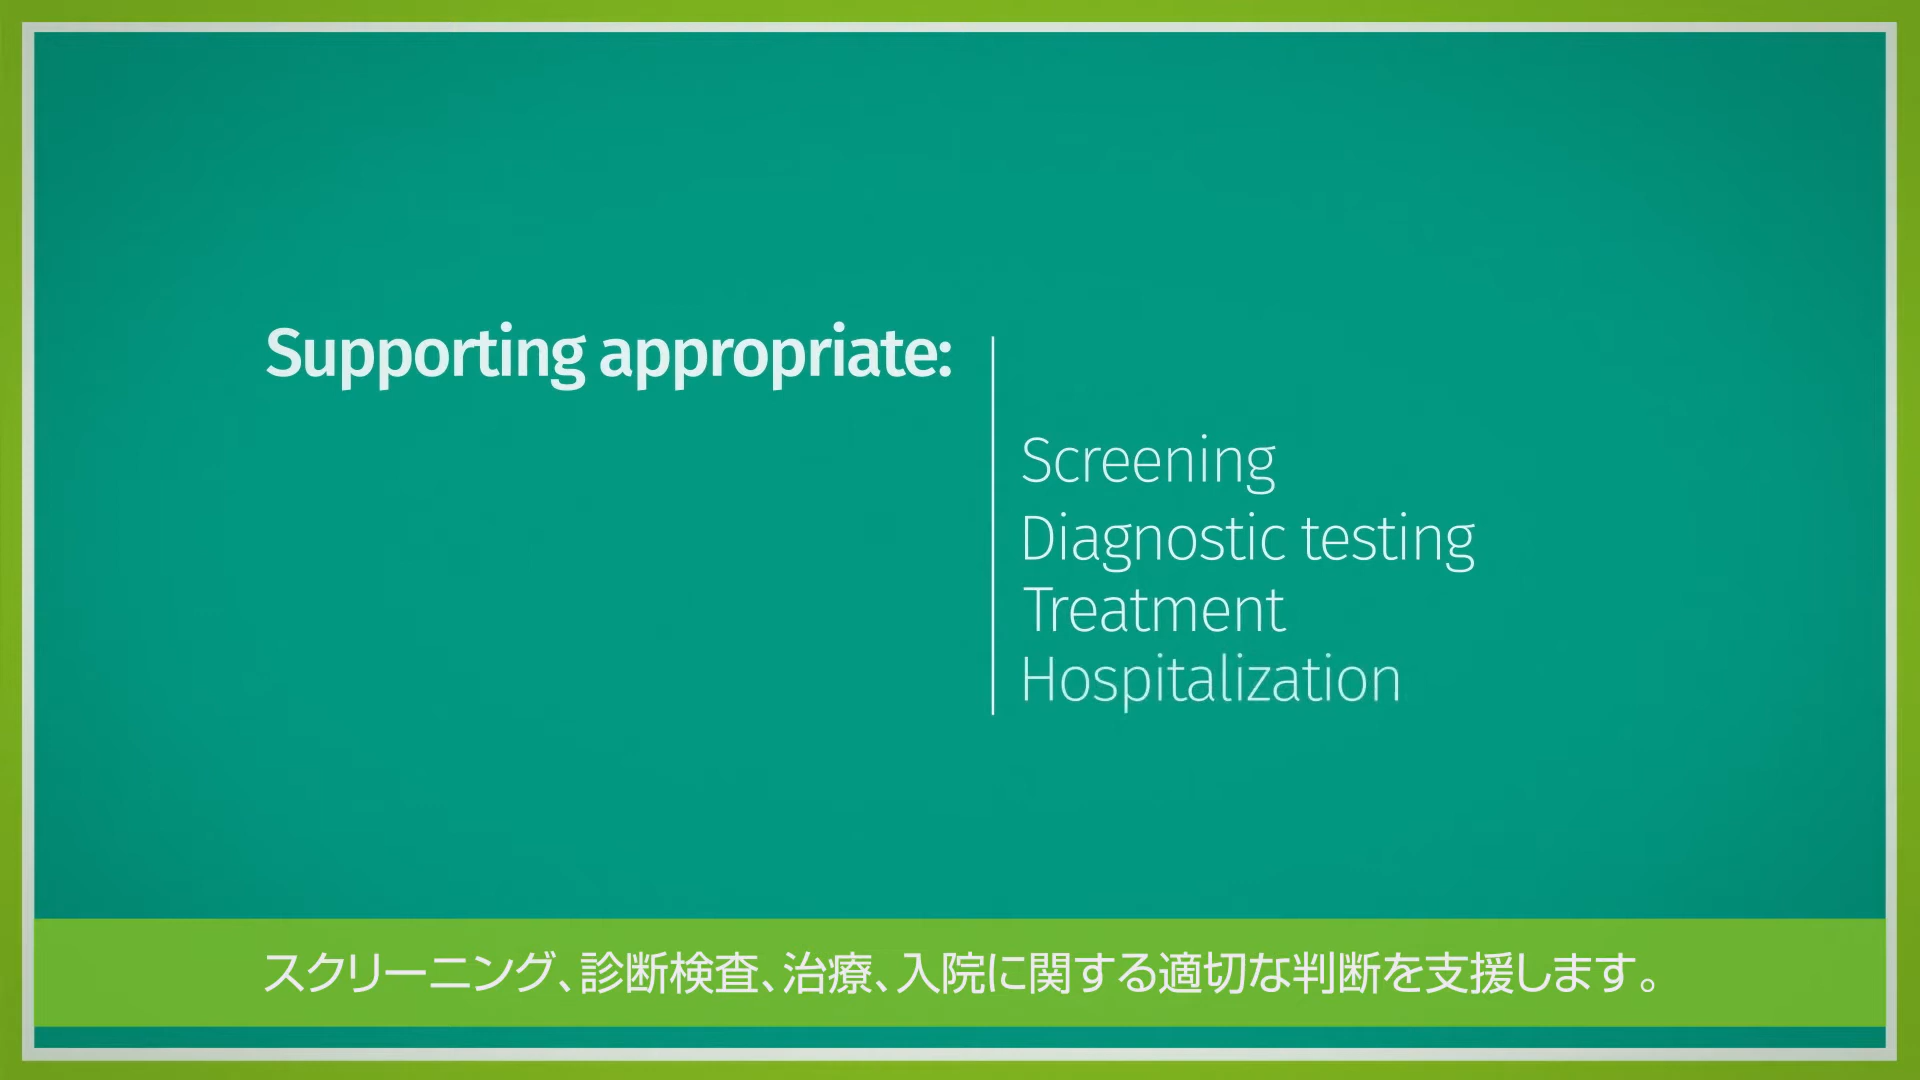 Supporting appropriate:
Screening
Diagnostic testing
Treatment
Hospitalization
スクリーニング、診断検査、治療、入院に関する適切な判断を支援します。